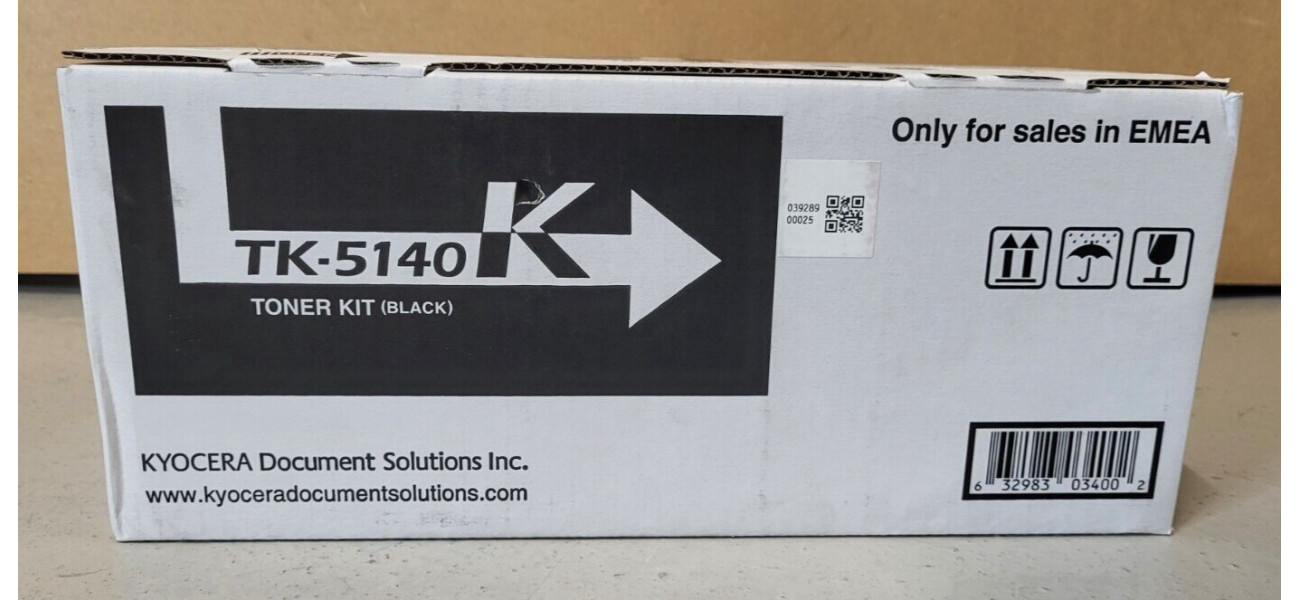 Only for sales in EMEA
039289
00025
TK-5140K
TONER KIT (BLACK)
KYOCERA Document Solutions Inc.
www.kyoceradocumentsolutions.com
6 32983 03400 2